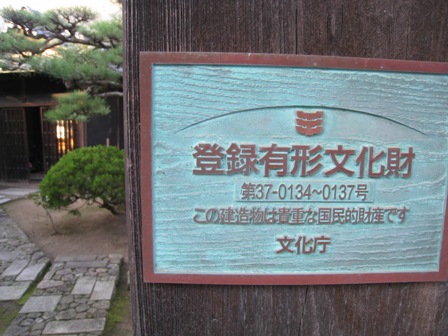 登録有形文化財
第37-0134~0137号
この建造物は貴重な国民的財産です
文化庁